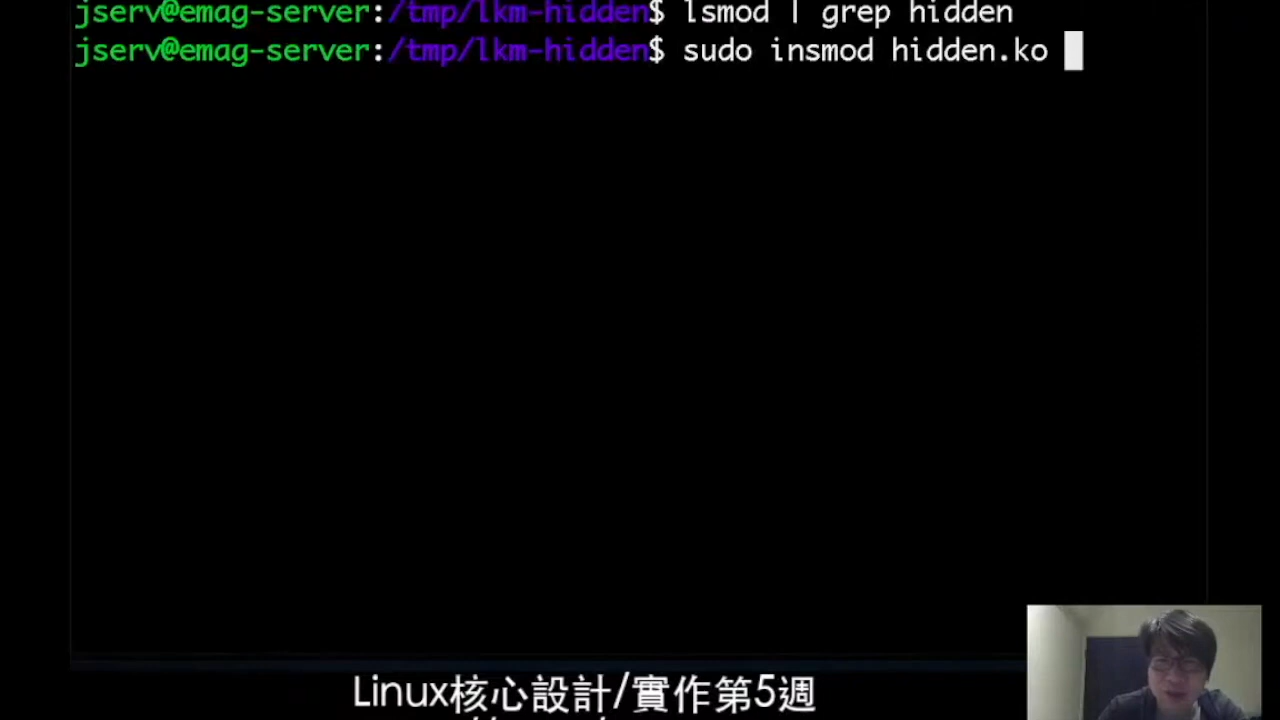 jserv@emag-server:/tmp/lkm-hidden$ lsmod | grep hidden
jserv@emag-server:/tmp/lkm-hidden$ sudo insmod hidden.ko
Linux核心設計/實作第5週